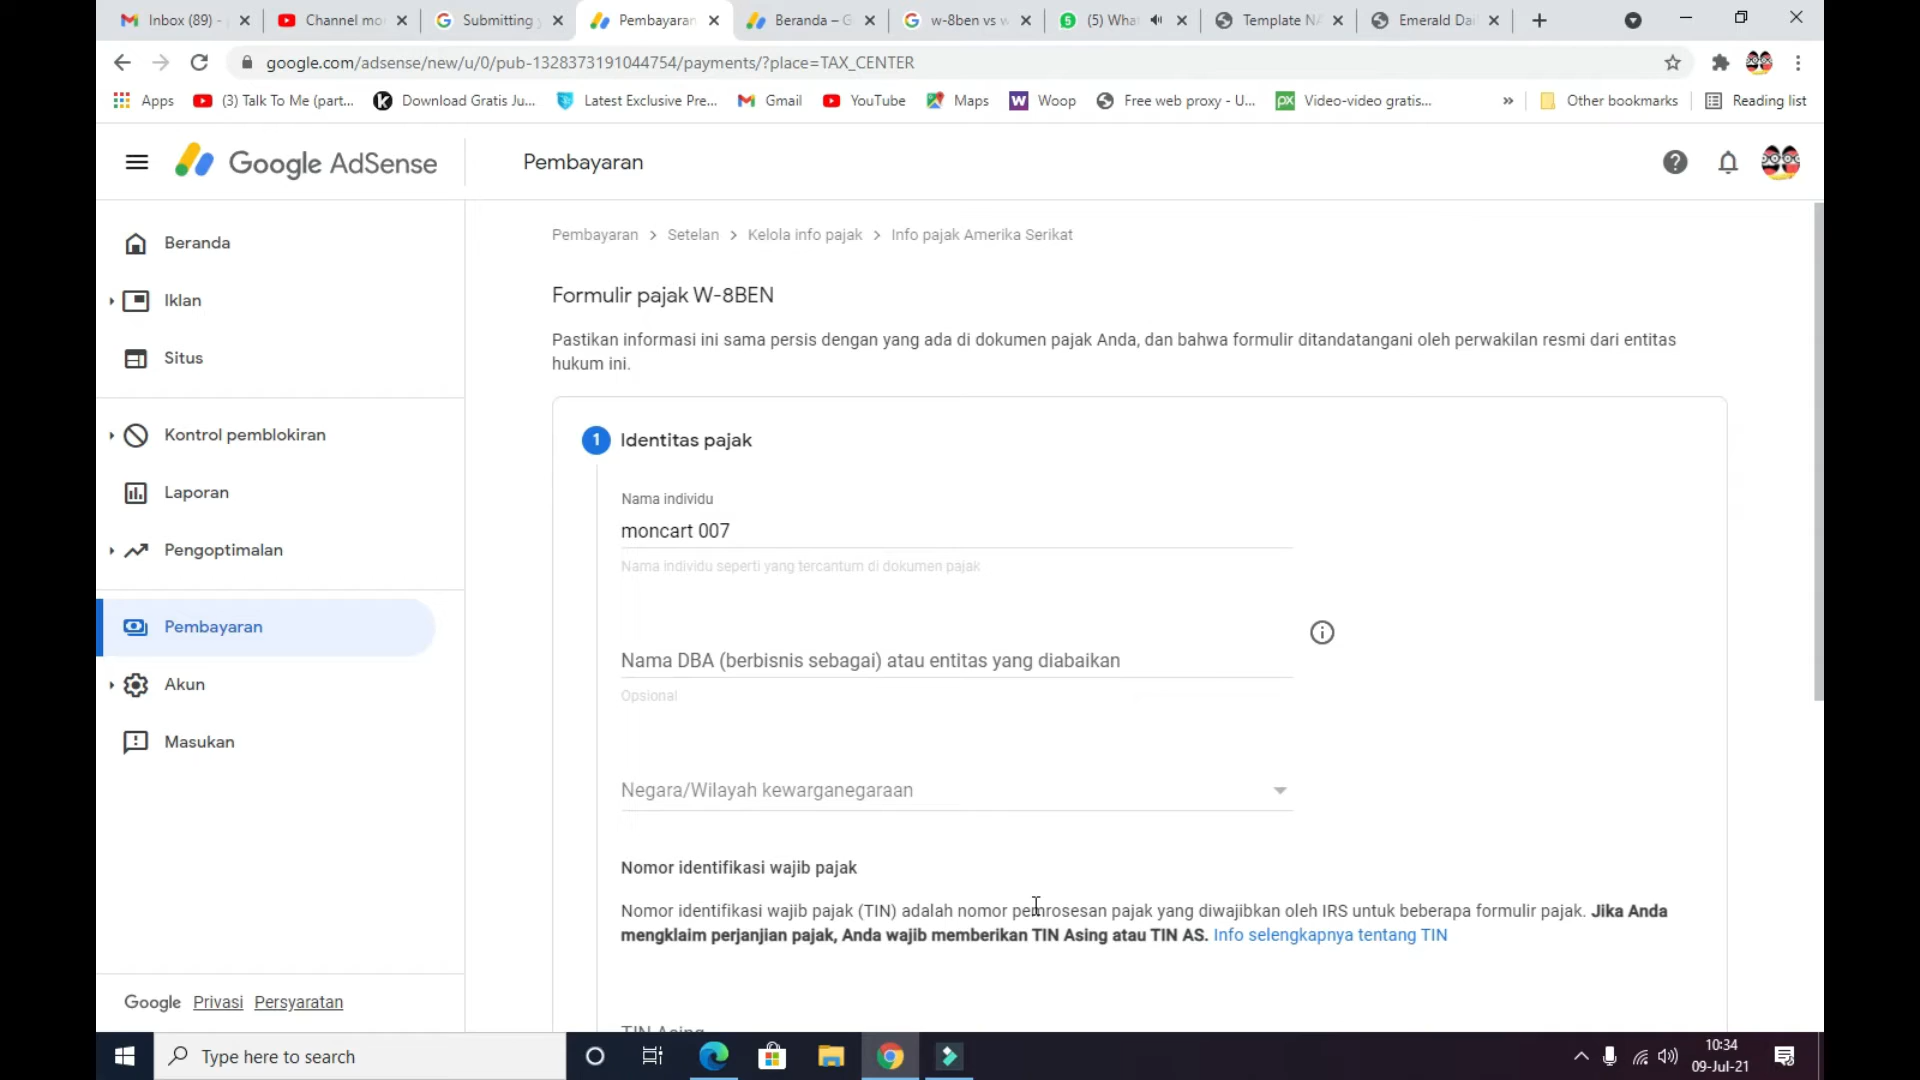 Inbox (89) -
Channel mo
Submitting
Pembayaran
Beranda – G
w-8ben vs w
(5) Wha
Template NA
Emerald Da
google.com/adsense/new/u/0/pub-1328373191044754/payments/?place=TAX_CENTER
Apps
(3) Talk To Me (part...
Download Gratis Ju...
Latest Exclusive Pre...
Gmail
YouTube
Maps
Woop
Free web proxy - U...
Video-video gratis...
»
Other bookmarks
Reading list
Google AdSense
Pembayaran
Beranda
Iklan
Situs
Kontrol pemblokiran
Laporan
Pengoptimalan
Pembayaran
Akun
Masukan
Google Privasi Persyaratan
Pembayaran > Setelan > Kelola info pajak > Info pajak Amerika Serikat
Formulir pajak W-8BEN
Pastikan informasi ini sama persis dengan yang ada di dokumen pajak Anda, dan bahwa formulir ditandatangani oleh perwakilan resmi dari entitas
hukum ini.
1 Identitas pajak
Nama individu
moncart 007
Nama individu seperti yang tercantum di dokumen pajak
Nama DBA (berbisnis sebagai) atau entitas yang diabaikan
Opsional
Negara/Wilayah kewarganegaraan
Nomor identifikasi wajib pajak
Nomor identifikasi wajib pajak (TIN) adalah nomor pemrosesan pajak yang diwajibkan oleh IRS untuk beberapa formulir pajak. Jika Anda
mengklaim perjanjian pajak, Anda wajib memberikan TIN Asing atau TIN AS. Info selengkapnya tentang TIN
TIN Asing
Type here to search
10:34
09-Jul-21